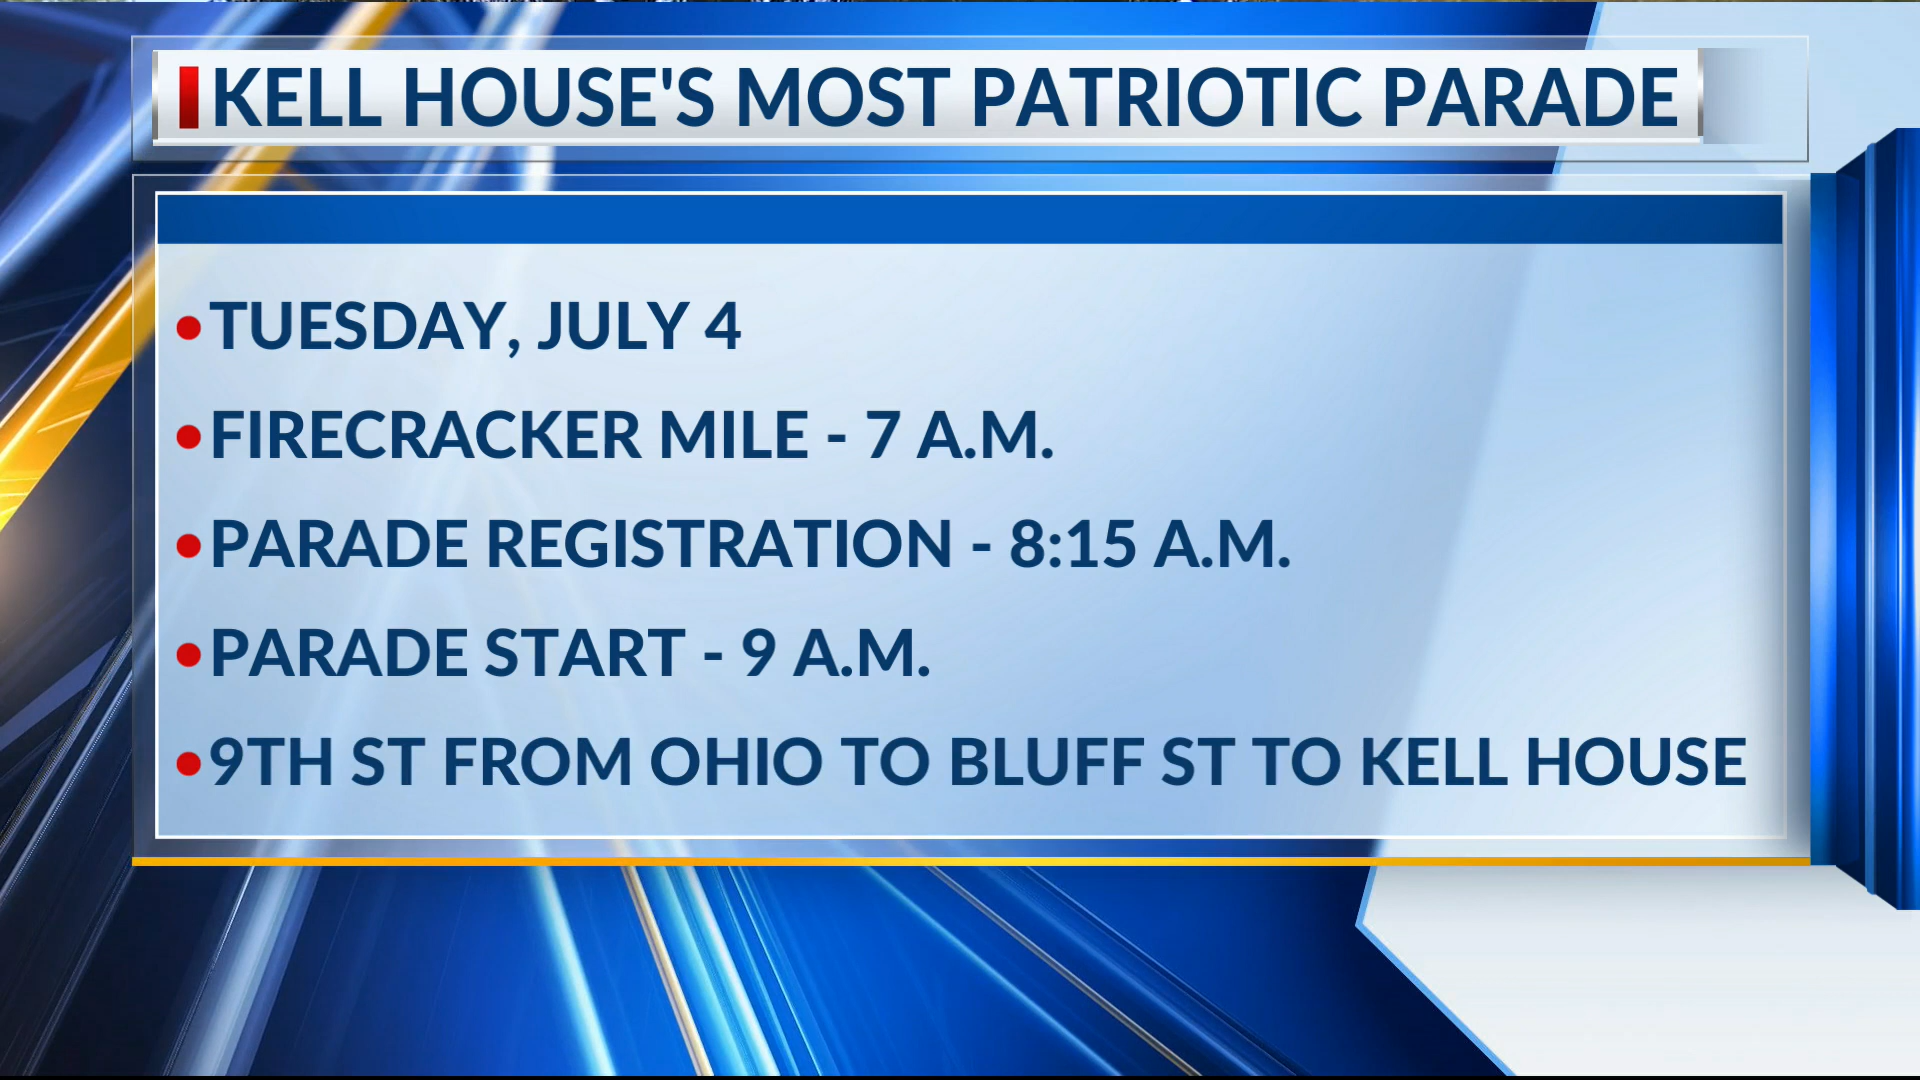 KELL HOUSE'S MOST PATRIOTIC PARADE
•TUESDAY, JULY 4
•FIRECRACKER MILE - 7 A.M.
•PARADE REGISTRATION - 8:15 A.M.
•PARADE START - 9 A.M.
•9TH ST FROM OHIO TO BLUFF ST TO KELL HOUSE